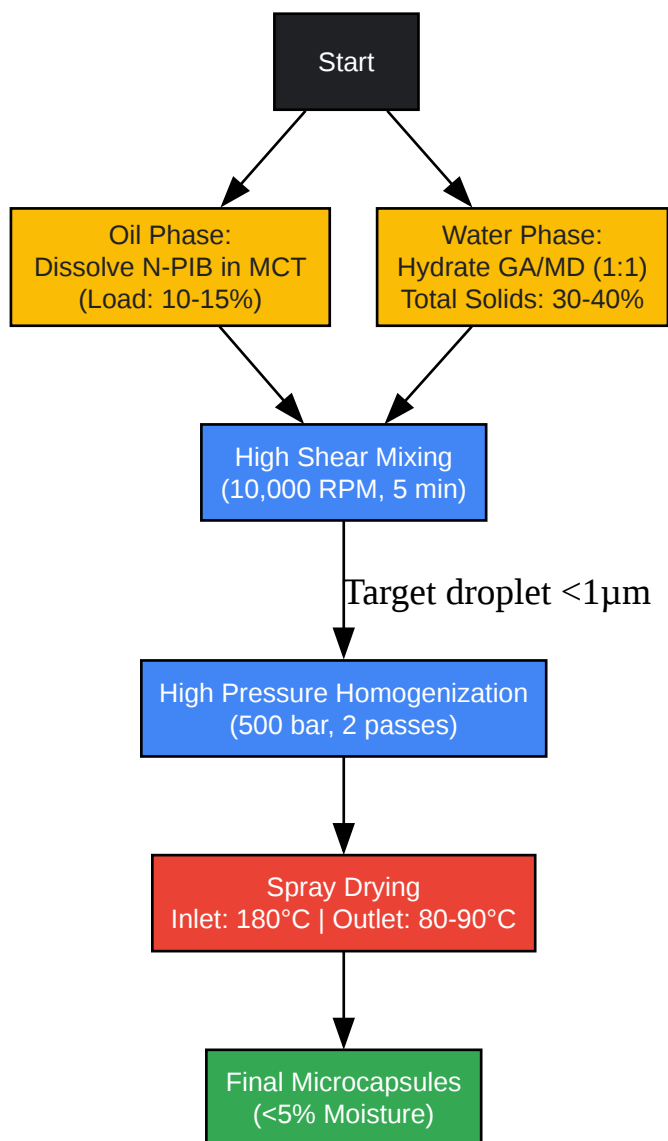 Start
Oil Phase:
Dissolve N-PIB in MCT
(Load: 10-15%)
Water Phase:
Hydrate GA/MD (1:1)
Total Solids: 30-40%
High Shear Mixing
(10,000 RPM, 5 min)
Target droplet <1µm
High Pressure Homogenization
(500 bar, 2 passes)
Spray Drying
Inlet: 180°C | Outlet: 80-90°C
Final Microcapsules
(<5% Moisture)